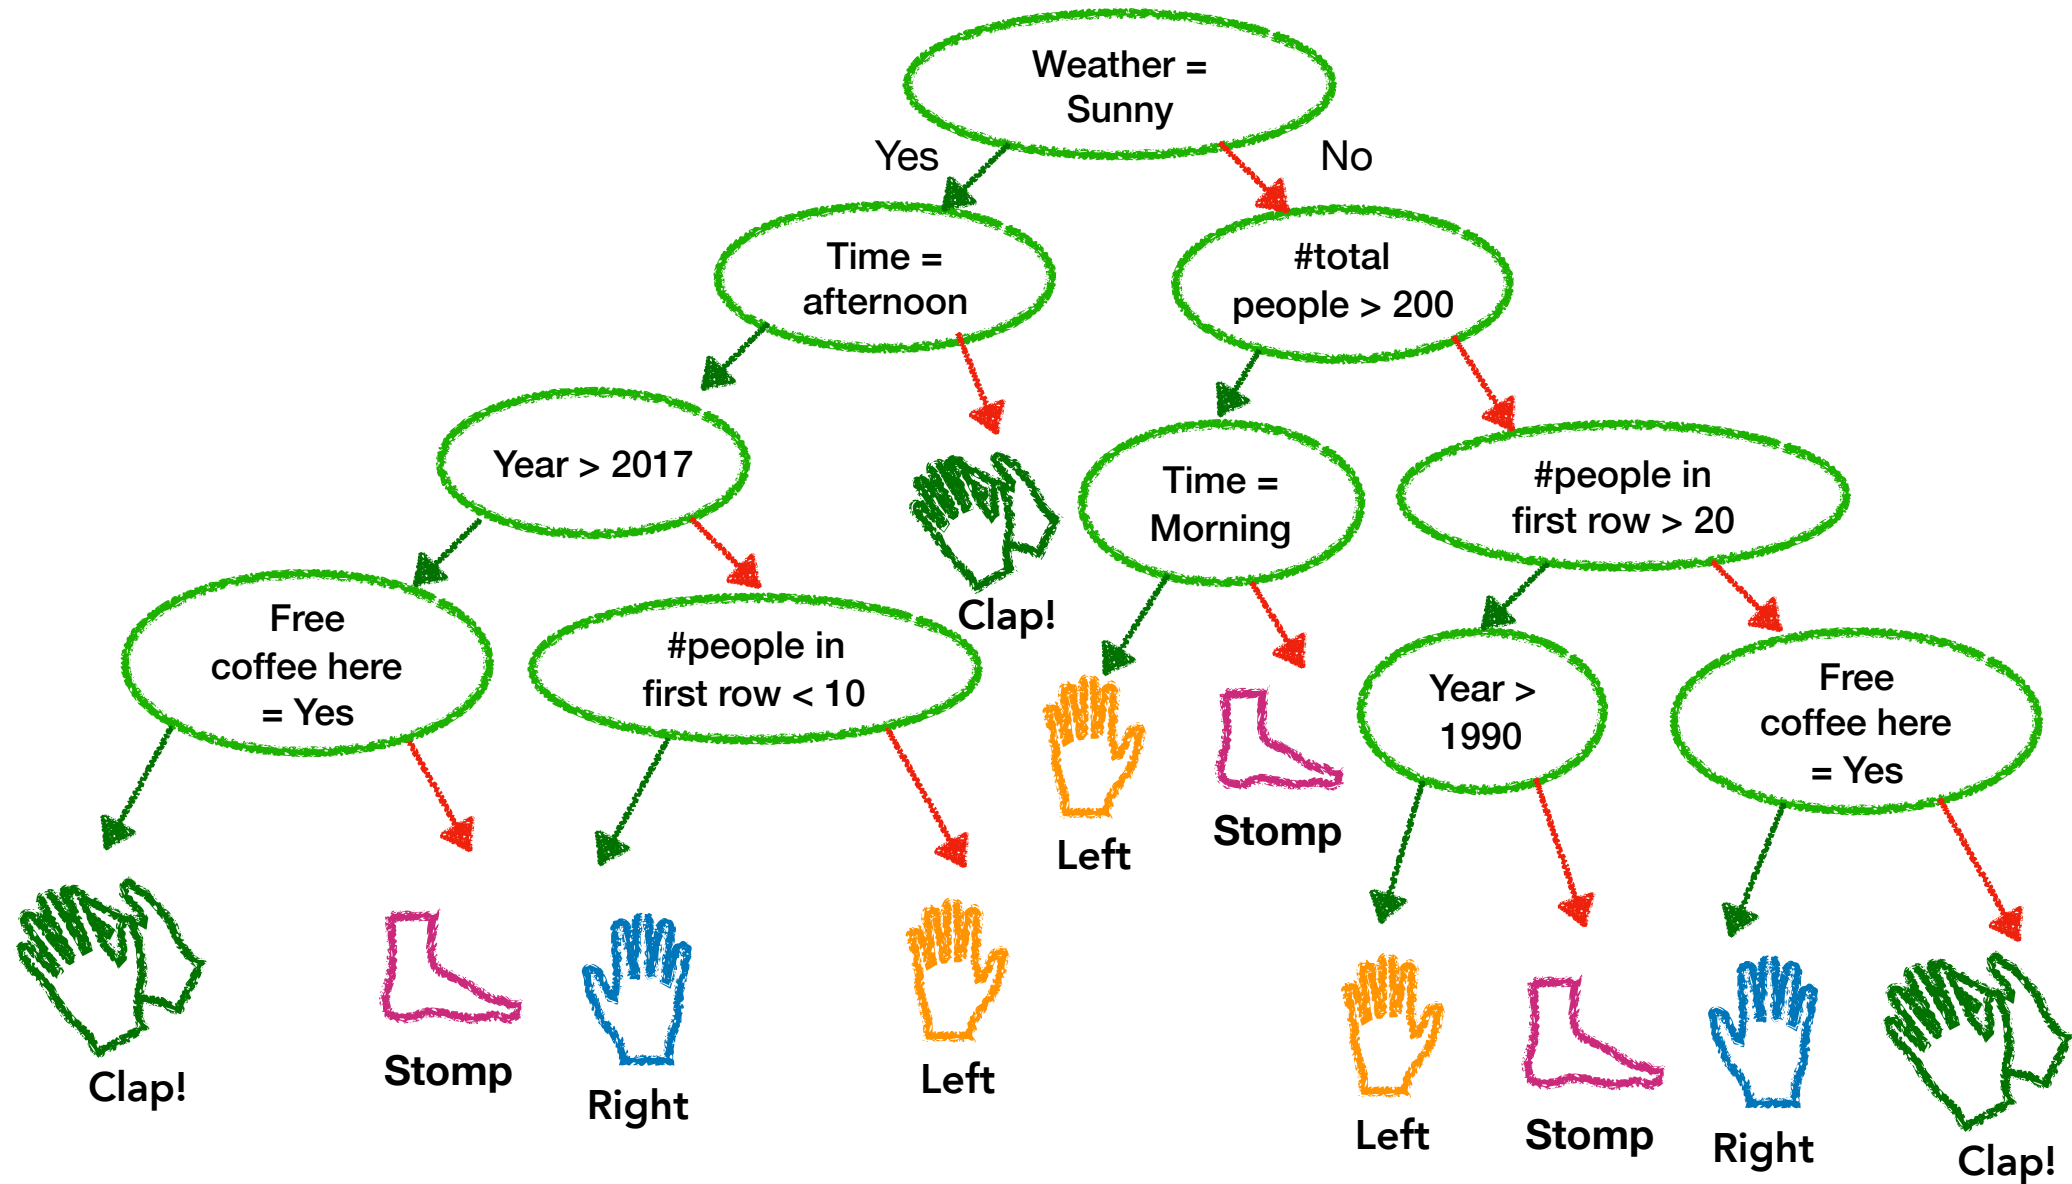 Weather =
Sunny
Yes
No
Time =
afternoon
#total
people > 200
Year > 2017
Time =
Morning
#people in
first row > 20
Free
coffee here
= Yes
#people in
first row < 10
Clap!
Year >
1990
Free
coffee here
= Yes
Left
Stomp
Clap!
Stomp
Right
Left
Left
Stomp
Right
Clap!